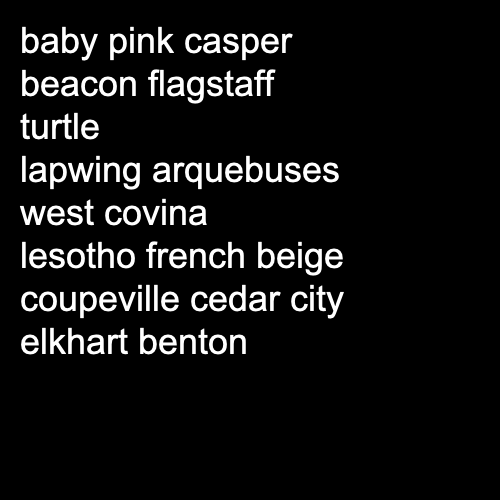 baby pink casper
beacon flagstaff
turtle
lapwing arquebuses
west covina
lesotho french beige
coupeville cedar city
elkhart benton